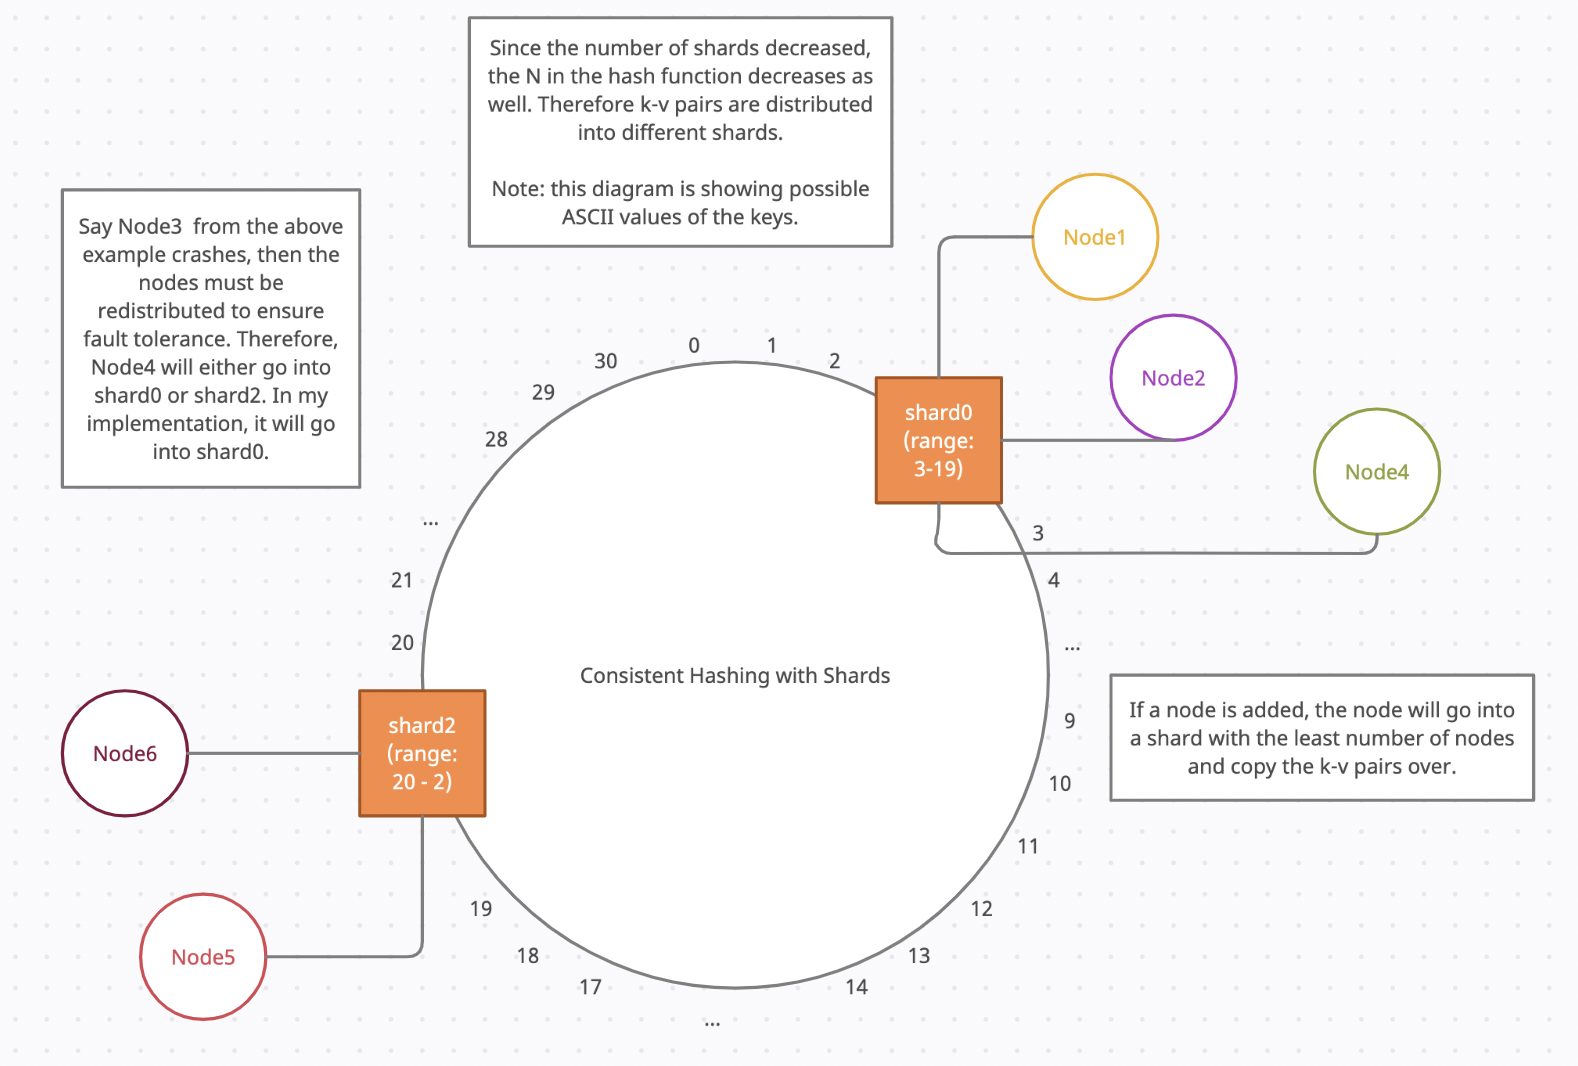 Since the number of shards decreased,
the N in the hash function decreases as
well. Therefore k-v pairs are distributed
into different shards.
Note: this diagram is showing possible
ASCII values of the keys.
Say Node3  from the above
example crashes, then the
nodes must be
redistributed to ensure
fault tolerance. Therefore,
Node4 will either go into
shard0 or shard2. In my
implementation, it will go
into shard0.
Node1
Node2
Node4
0
1
2
30
29
28
...
21
20
shard0
(range:
3-19)
3
4
...
9
10
11
12
13
14
...
17
18
19
Consistent Hashing with Shards
If a node is added, the node will go into
a shard with the least number of nodes
and copy the k-v pairs over.
shard2
(range:
20 - 2)
Node6
Node5